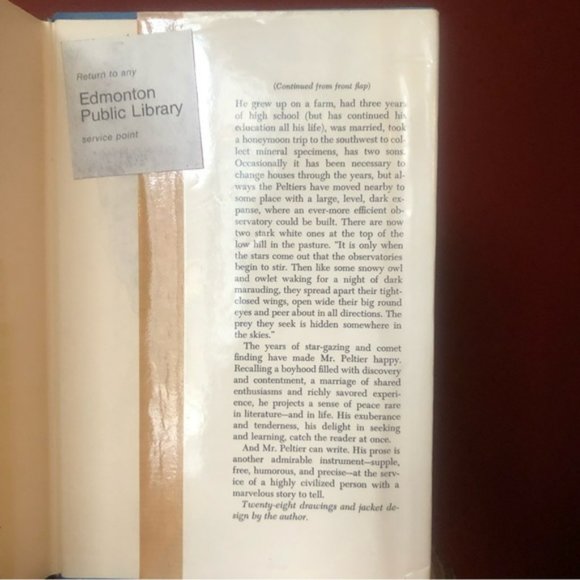 Return to any
Edmonton
Public Library
service point
(Continued from front flap)
He grew up on a farm, had three years
of high school (but has continued his
education all his life), was married, took
a honeymoon trip to the southwest to col-
lect mineral specimens, has two sons.
Occasionally it has been necessary to
change houses through the years, but al-
ways the Peltiers have moved nearby to
some place with a large, level, dark ex-
panse, where an ever-more efficient ob-
servatory could be built. There are now
two stark white ones at the top of the
low hill in the pasture. "It is only when
the stars come out that the observatories
begin to stir. Then like some snowy owl
and owlet waking for a night of dark
marauding, they spread apart their tight-
closed wings, open wide their big round
eyes and peer about in all directions. The
prey they seek is hidden somewhere in
the skies."
The years of star-gazing and comet
finding have made Mr. Peltier happy.
Recalling a boyhood filled with discovery
and contentment, a marriage of shared
enthusiasms and richly savored experi-
ence, he projects a sense of peace rare
in literature—and in life. His exuberance
and tenderness, his delight in seeking
and learning, catch the reader at once.
And Mr. Peltier can write. His prose is
another admirable instrument—supple,
free, humorous, and precise—at the serv-
ice of a highly civilized person with a
marvelous story to tell.
Twenty-eight drawings and jacket de-
sign by the author.